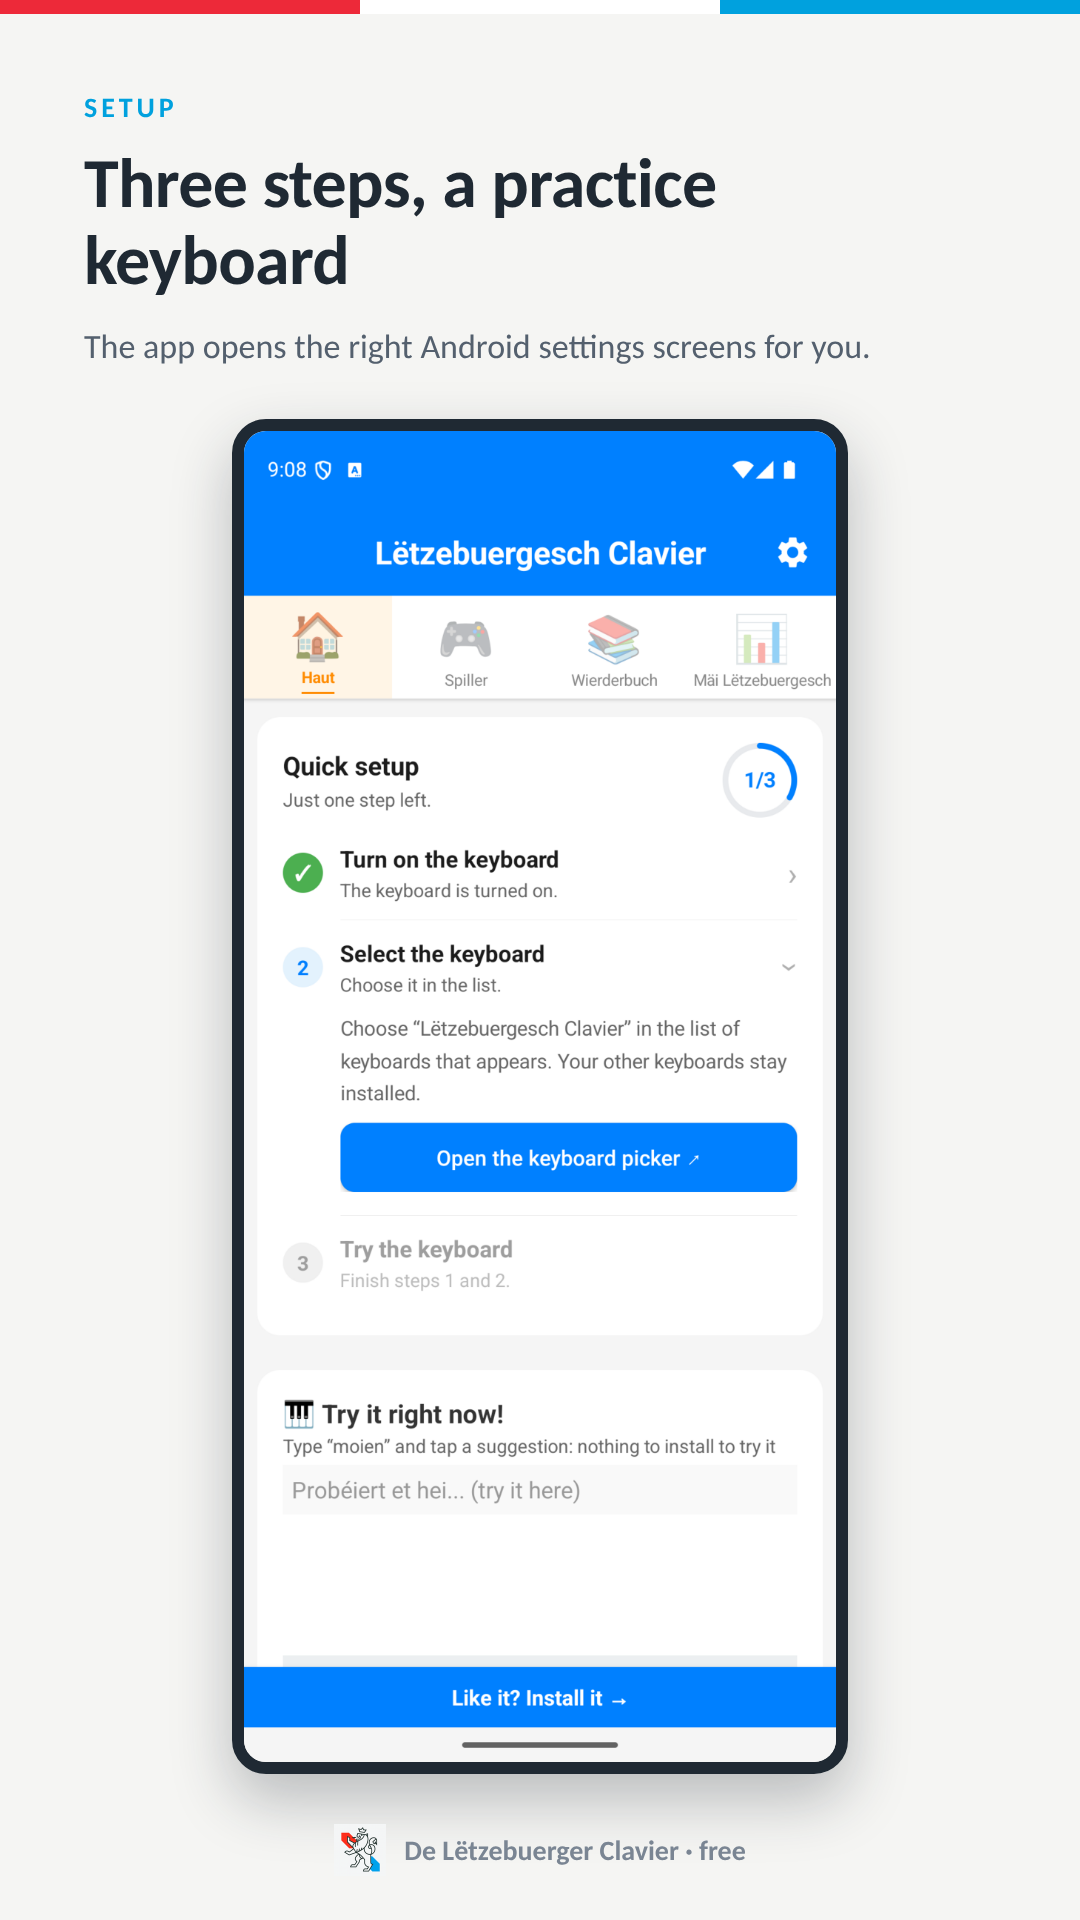 SETUP
Three steps, a practice
keyboard
The app opens the right Android settings screens for you.
9:08
A
Lëtzebuergesch Clavier
Haut
Spiller
Wierderbuch
Mäi Lëtzebuergesch
Quick setup
Just one step left.
1/3
✓
Turn on the keyboard
The keyboard is turned on.
2
Select the keyboard
Choose it in the list.
Choose “Lëtzebuergesch Clavier” in the list of
keyboards that appears. Your other keyboards stay
installed.
Open the keyboard picker ↗
3
Try the keyboard
Finish steps 1 and 2.
🎹 Try it right now!
Type “moien” and tap a suggestion: nothing to install to try it
Probéiert et hei... (try it here)
Like it? Install it →
De Lëtzebuerger Clavier · free